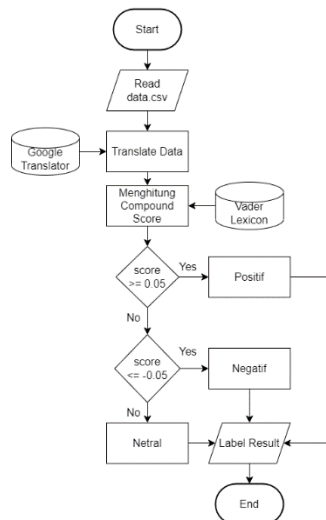 Start
Read
data.csv
Google
Translator
Translate Data
Menghitung
Compound
Score
Vader
Lexicon
score
>= 0.05
Yes
Positif
No
score
<= -0.05
Yes
Negatif
No
Netral
Label Result
End